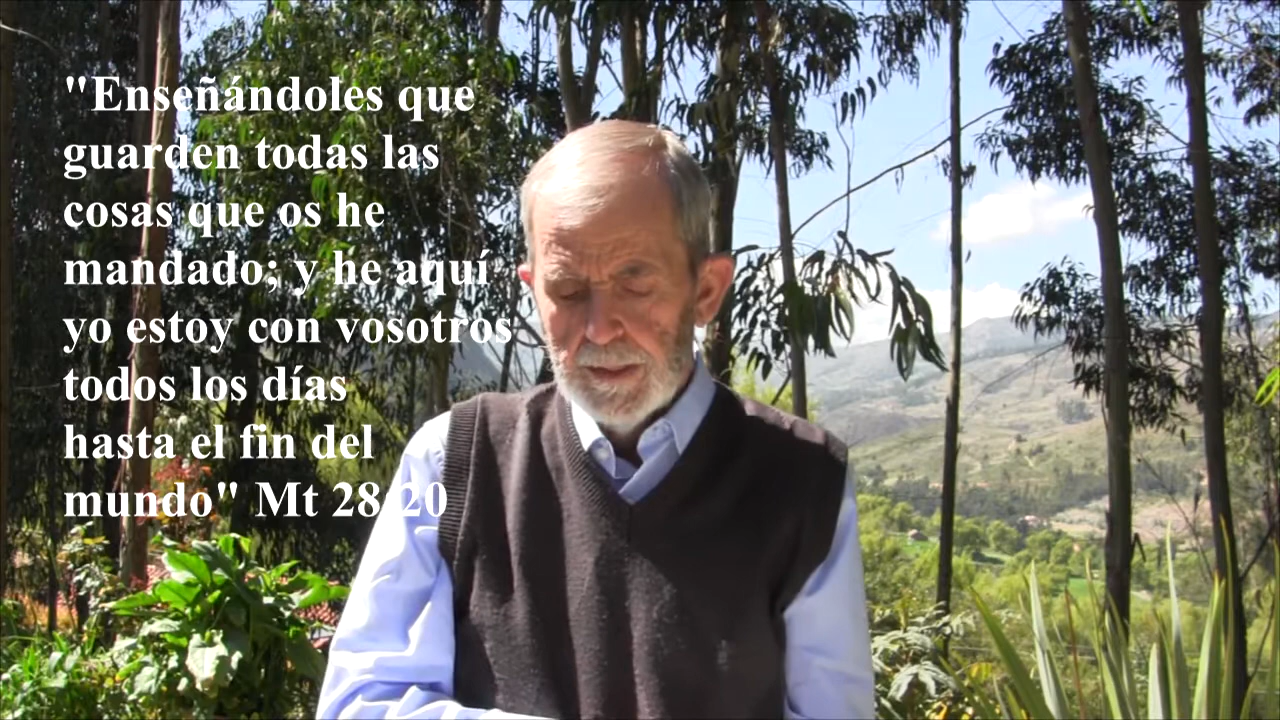 "Enseñándoles que
guarden todas las
cosas que os he
mandado; y he aquí
yo estoy con vosotros
todos los días
hasta el fin del
mundo" Mt 28:20